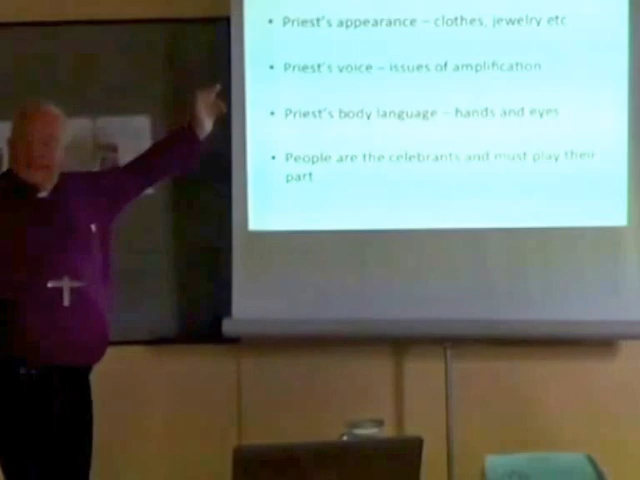 • Priest's appearance – clothes, jewelry etc
• Priest's voice – issues of amplification
• Priest's body language – hands and eyes
• People are the celebrants and must play their
part